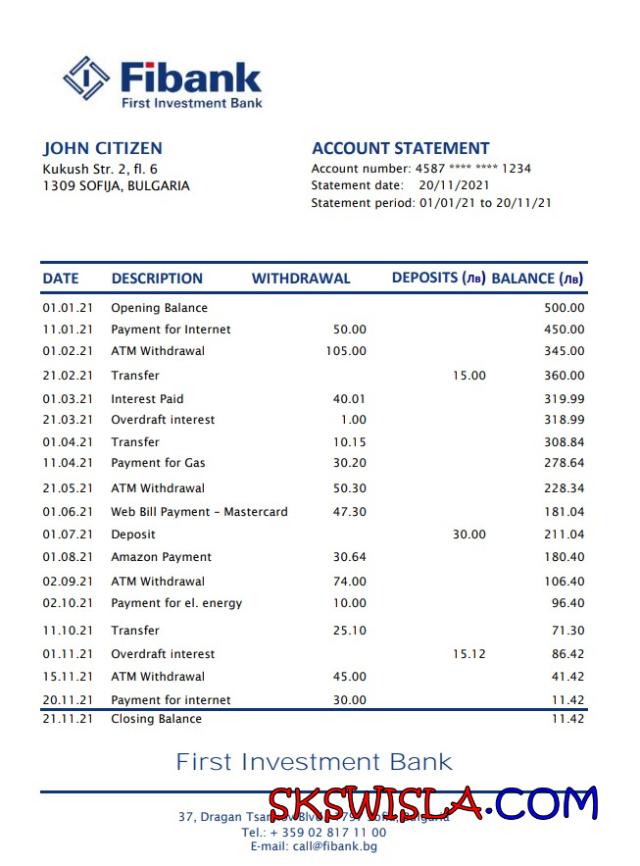 Fibank
First Investment Bank
JOHN CITIZEN
Kukush Str. 2, fl. 6
1309 SOFIJA, BULGARIA
ACCOUNT STATEMENT
Account number: 4587 **** **** 1234
Statement date: 20/11/2021
Statement period: 01/01/21 to 20/11/21
DATE DESCRIPTION WITHDRAWAL DEPOSITS (Лв) BALANCE (Лв)
01.01.21 Opening Balance 500.00
11.01.21 Payment for Internet 50.00 450.00
01.02.21 ATM Withdrawal 105.00 345.00
21.02.21 Transfer 15.00 360.00
01.03.21 Interest Paid 40.01 319.99
21.03.21 Overdraft interest 1.00 318.99
01.04.21 Transfer 10.15 308.84
11.04.21 Payment for Gas 30.20 278.64
21.05.21 ATM Withdrawal 50.30 228.34
01.06.21 Web Bill Payment – Mastercard 47.30 181.04
01.07.21 Deposit 30.00 211.04
01.08.21 Amazon Payment 30.64 180.40
02.09.21 ATM Withdrawal 74.00 106.40
02.10.21 Payment for el. energy 10.00 96.40
11.10.21 Transfer 25.10 71.30
01.11.21 Overdraft interest 15.12 86.42
15.11.21 ATM Withdrawal 45.00 41.42
20.11.21 Payment for internet 30.00 11.42
21.11.21 Closing Balance 11.42
First Investment Bank
SKSWISLA.COM
37, Dragan
Tel.: + 359 02 817 11 00
E-mail: call@fibank.bg